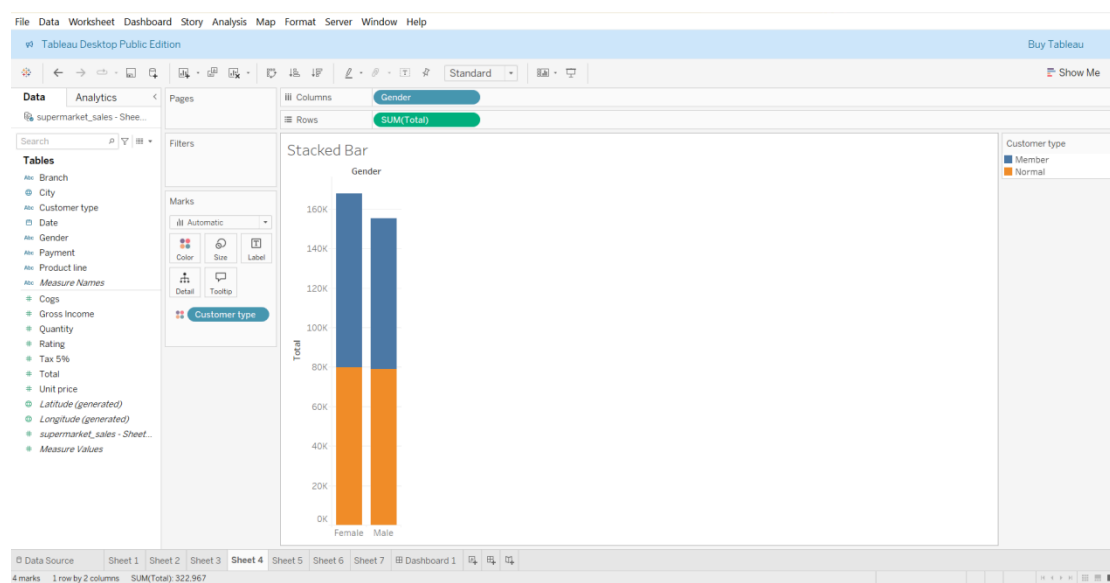 File Data Worksheet Dashboard Story Analysis Map Format Server Window Help
Tableau Desktop Public Edition
Buy Tableau
Standard
Show Me
Data Analytics
Pages
Columns Gender
supermarket_sales - Shee...
Rows SUM(Total)
Search
Filters
Stacked Bar
Customer type
Member
Normal
Tables
Abc Branch
City
Abc Customer type
Date
Abc Gender
Abc Payment
Abc Product line
Abc Measure Names
# Cogs
# Gross Income
# Quantity
# Rating
# Tax 5%
# Total
# Unit price
Latitude (generated)
Longitude (generated)
# supermarket_sales - Sheet...
# Measure Values
Marks
Automatic
Color Size Label
Detail Tooltip
Customer type
Gender
160K
140K
120K
100K
80K
60K
40K
20K
0K
Total
Female Male
Data Source Sheet 1 Sheet 2 Sheet 3 Sheet 4 Sheet 5 Sheet 6 Sheet 7 Dashboard 1
4 marks 1 row by 2 columns SUM(Total): 322.967